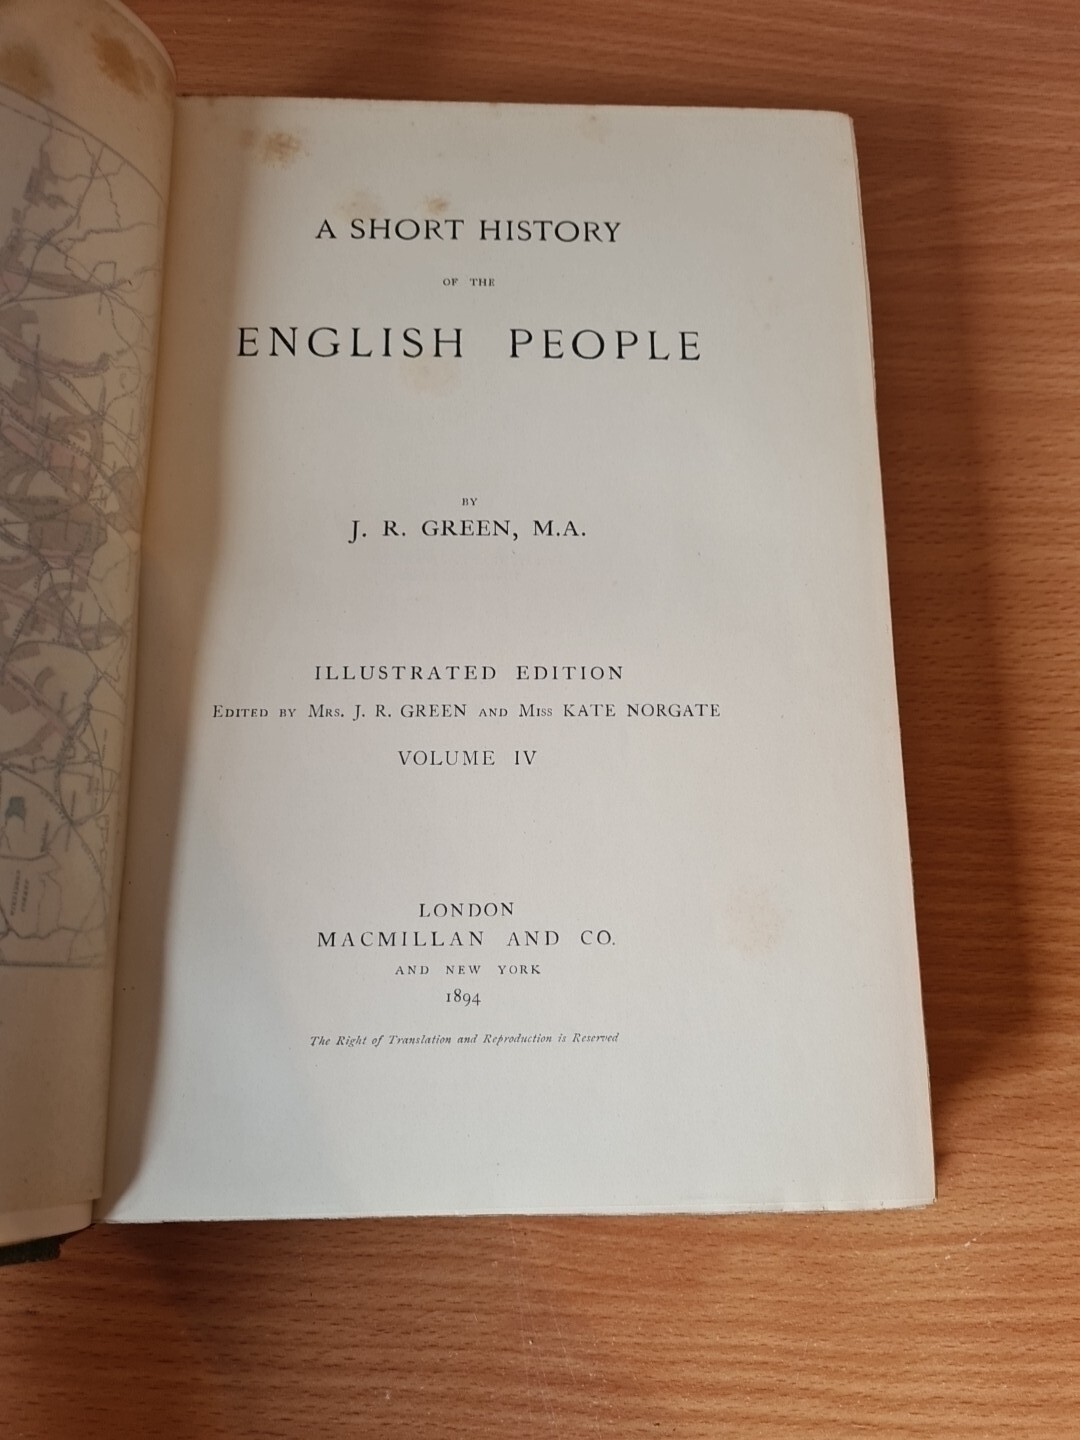 A SHORT HISTORY
OF THE
ENGLISH PEOPLE
BY
J. R. GREEN, M.A.
ILLUSTRATED EDITION
EDITED BY MRS. J. R. GREEN AND MISS KATE NORGATE
VOLUME IV
LONDON
MACMILLAN AND CO.
AND NEW YORK
1894
The Right of Translation and Reproduction is Reserved